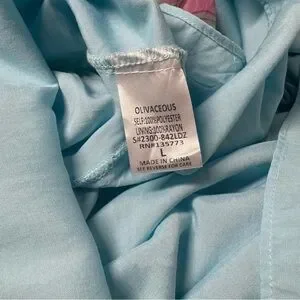 OLIVACEOUS
SELF:100%POLYESTER
LINING:100%RAYON
S#2300-842LDZ
RN#135773
L
MADE IN CHINA
SEE REVERSE FOR CARE